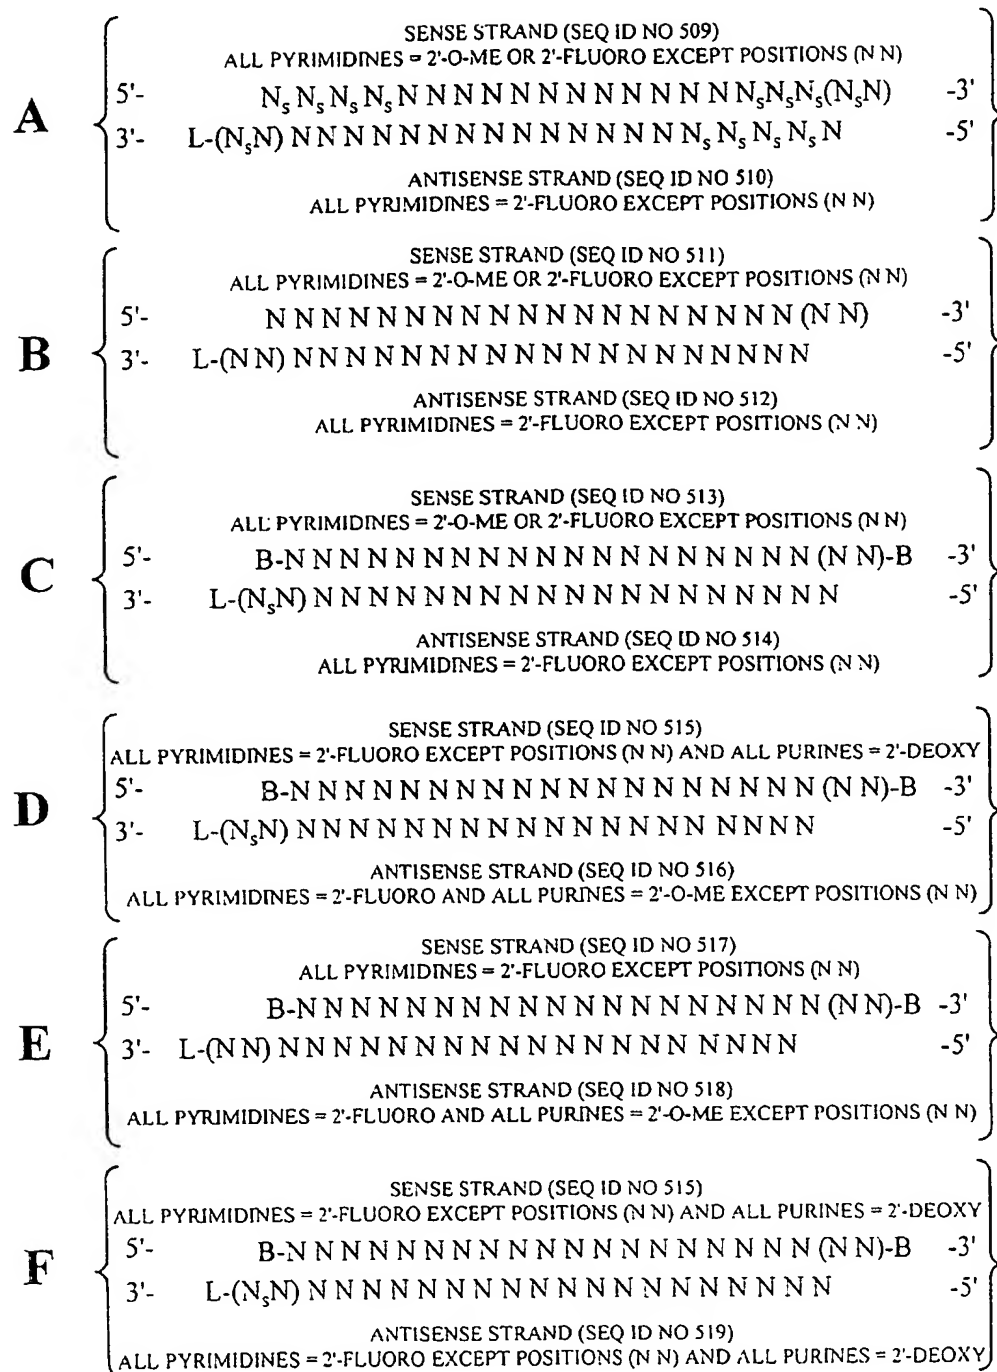 SENSE STRAND (SEQ ID NO 509)
ALL PYRIMIDINES = 2'-O-ME OR 2'-FLUORO EXCEPT POSITIONS (N N)
A
5'- NₛNₛNₛNₛN N N N N N N N N N N N NₛNₛNₛ(NₛN) -3'
3'- L-(NₛN) N N N N N N N N N N N N N N Nₛ Nₛ Nₛ Nₛ N -5'
ANTISENSE STRAND (SEQ ID NO 510)
ALL PYRIMIDINES = 2'-FLUORO EXCEPT POSITIONS (N N)
SENSE STRAND (SEQ ID NO 511)
ALL PYRIMIDINES = 2'-O-ME OR 2'-FLUORO EXCEPT POSITIONS (N N)
B
5'- N N N N N N N N N N N N N N N N N N N (N N) -3'
3'- L-(N N) N N N N N N N N N N N N N N N N N N N -5'
ANTISENSE STRAND (SEQ ID NO 512)
ALL PYRIMIDINES = 2'-FLUORO EXCEPT POSITIONS (N N)
SENSE STRAND (SEQ ID NO 513)
ALL PYRIMIDINES = 2'-O-ME OR 2'-FLUORO EXCEPT POSITIONS (N N)
C
5'- B-N N N N N N N N N N N N N N N N N N N (N N)-B -3'
3'- L-(NₛN) N N N N N N N N N N N N N N N N N N N -5'
ANTISENSE STRAND (SEQ ID NO 514)
ALL PYRIMIDINES = 2'-FLUORO EXCEPT POSITIONS (N N)
SENSE STRAND (SEQ ID NO 515)
ALL PYRIMIDINES = 2'-FLUORO EXCEPT POSITIONS (N N) AND ALL PURINES = 2'-DEOXY
D
5'- B-N N N N N N N N N N N N N N N N N N N (N N)-B -3'
3'- L-(NₛN) N N N N N N N N N N N N N N N N N N N -5'
ANTISENSE STRAND (SEQ ID NO 516)
ALL PYRIMIDINES = 2'-FLUORO AND ALL PURINES = 2'-O-ME EXCEPT POSITIONS (N N)
SENSE STRAND (SEQ ID NO 517)
ALL PYRIMIDINES = 2'-FLUORO EXCEPT POSITIONS (N N)
E
5'- B-N N N N N N N N N N N N N N N N N N N (N N)-B -3'
3'- L-(N N) N N N N N N N N N N N N N N N N N N N -5'
ANTISENSE STRAND (SEQ ID NO 518)
ALL PYRIMIDINES = 2'-FLUORO AND ALL PURINES = 2'-O-ME EXCEPT POSITIONS (N N)
SENSE STRAND (SEQ ID NO 515)
ALL PYRIMIDINES = 2'-FLUORO EXCEPT POSITIONS (N N) AND ALL PURINES = 2'-DEOXY
F
5'- B-N N N N N N N N N N N N N N N N N N N (N N)-B -3'
3'- L-(NₛN) N N N N N N N N N N N N N N N N N N N -5'
ANTISENSE STRAND (SEQ ID NO 519)
ALL PYRIMIDINES = 2'-FLUORO EXCEPT POSITIONS (N N) AND ALL PURINES = 2'-DEOXY